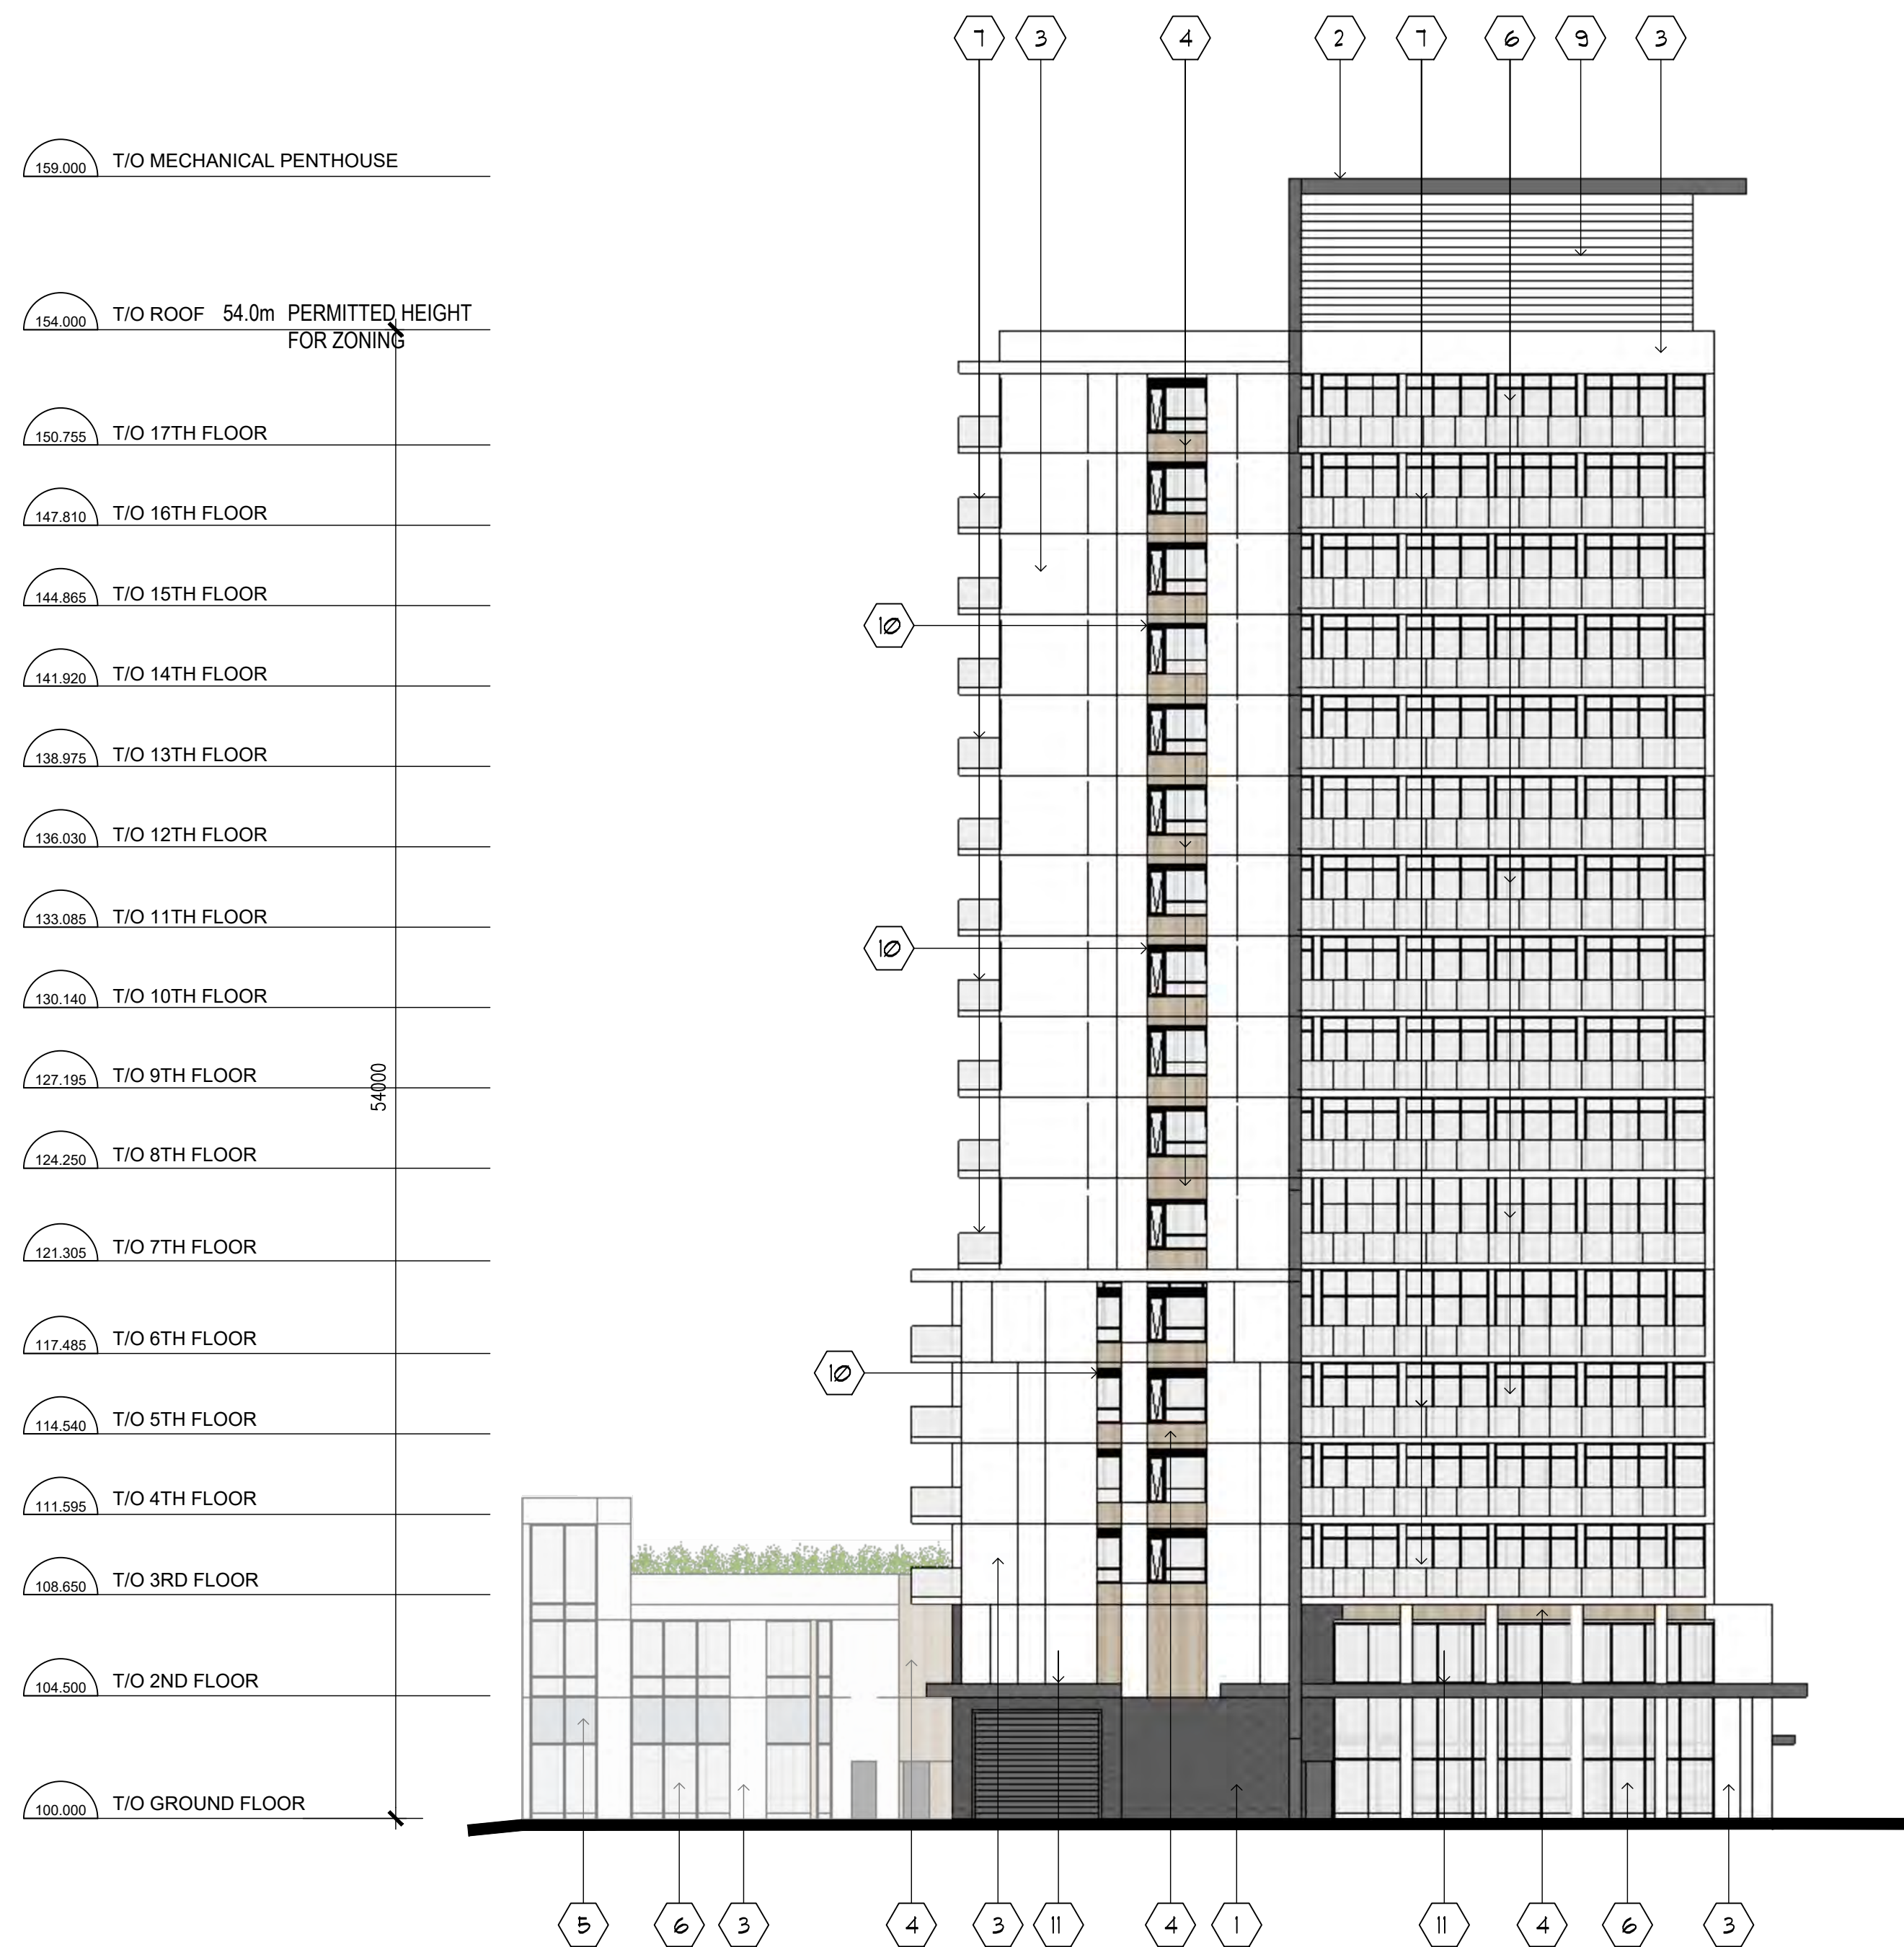 7 3 4 2 7 6 9 3
159.000 T/O MECHANICAL PENTHOUSE
154.000 T/O ROOF 54.0m PERMITTED HEIGHT
FOR ZONING
150.755 T/O 17TH FLOOR
147.810 T/O 16TH FLOOR
144.865 T/O 15TH FLOOR
10
141.920 T/O 14TH FLOOR
138.975 T/O 13TH FLOOR
136.030 T/O 12TH FLOOR
133.085 T/O 11TH FLOOR
10
130.140 T/O 10TH FLOOR
127.195 T/O 9TH FLOOR
54000
124.250 T/O 8TH FLOOR
121.305 T/O 7TH FLOOR
117.485 T/O 6TH FLOOR
10
114.540 T/O 5TH FLOOR
111.595 T/O 4TH FLOOR
108.650 T/O 3RD FLOOR
104.500 T/O 2ND FLOOR
100.000 T/O GROUND FLOOR
5 6 3 4 3 11 4 1 11 4 6 3